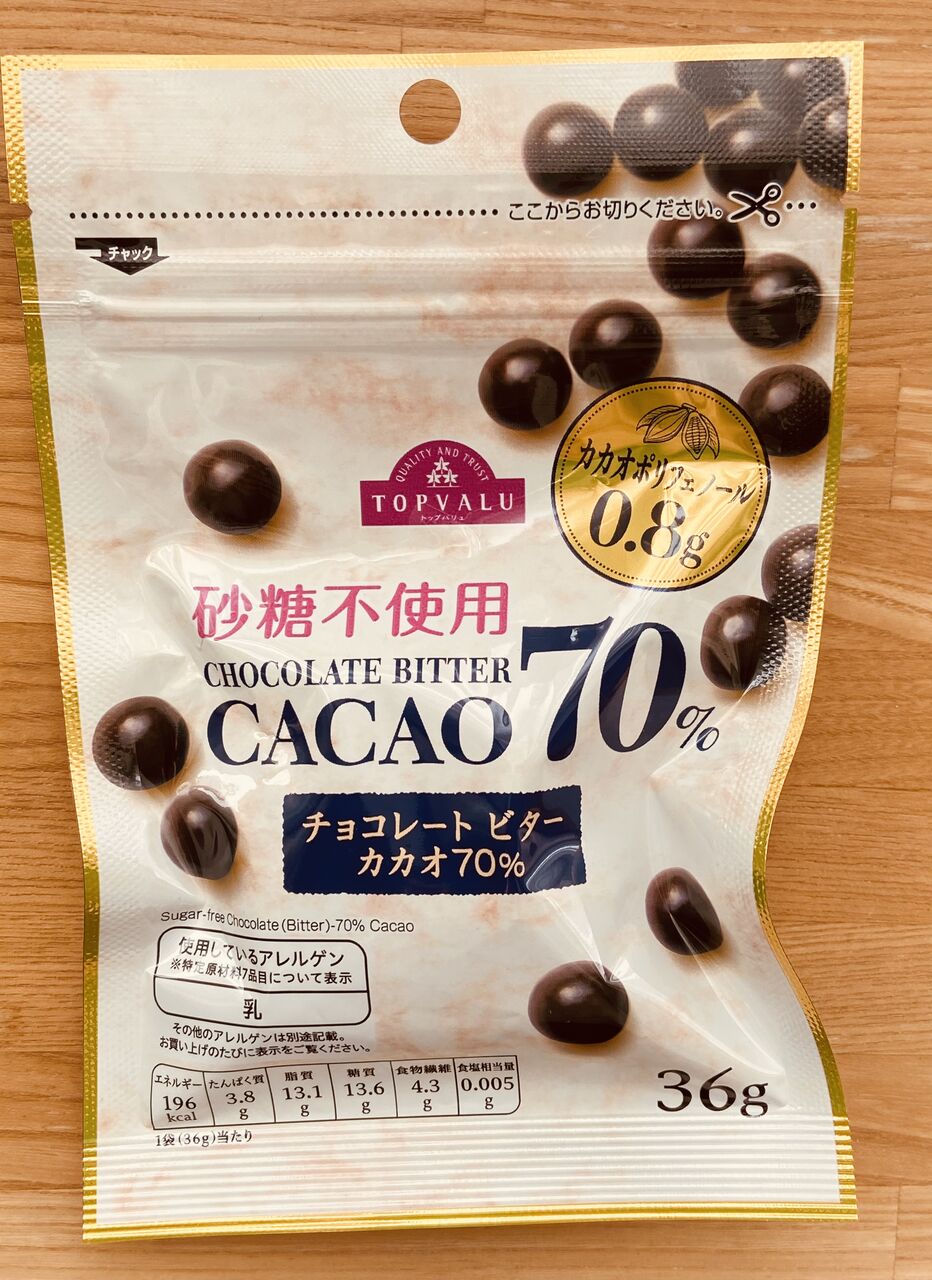 ここからお切りください。
チャック
QUALITY AND TRUST
TOPVALU
トップバリュ
カカオポリフェノール
0.8g
砂糖不使用
CHOCOLATE BITTER
CACAO 70%
チョコレート ビター
カカオ70%
Sugar-free Chocolate (Bitter)-70% Cacao
使用しているアレルゲン
※特定原材料7品目について表示
乳
その他のアレルゲンは別途記載。
お買い上げのたびに表示をご覧ください。
エネルギー たんぱく質 脂質 糖質 食物繊維 食塩相当量
196 3.8 13.1 13.6 4.3 0.005
kcal g g g g g
1袋(36g)当たり
36g